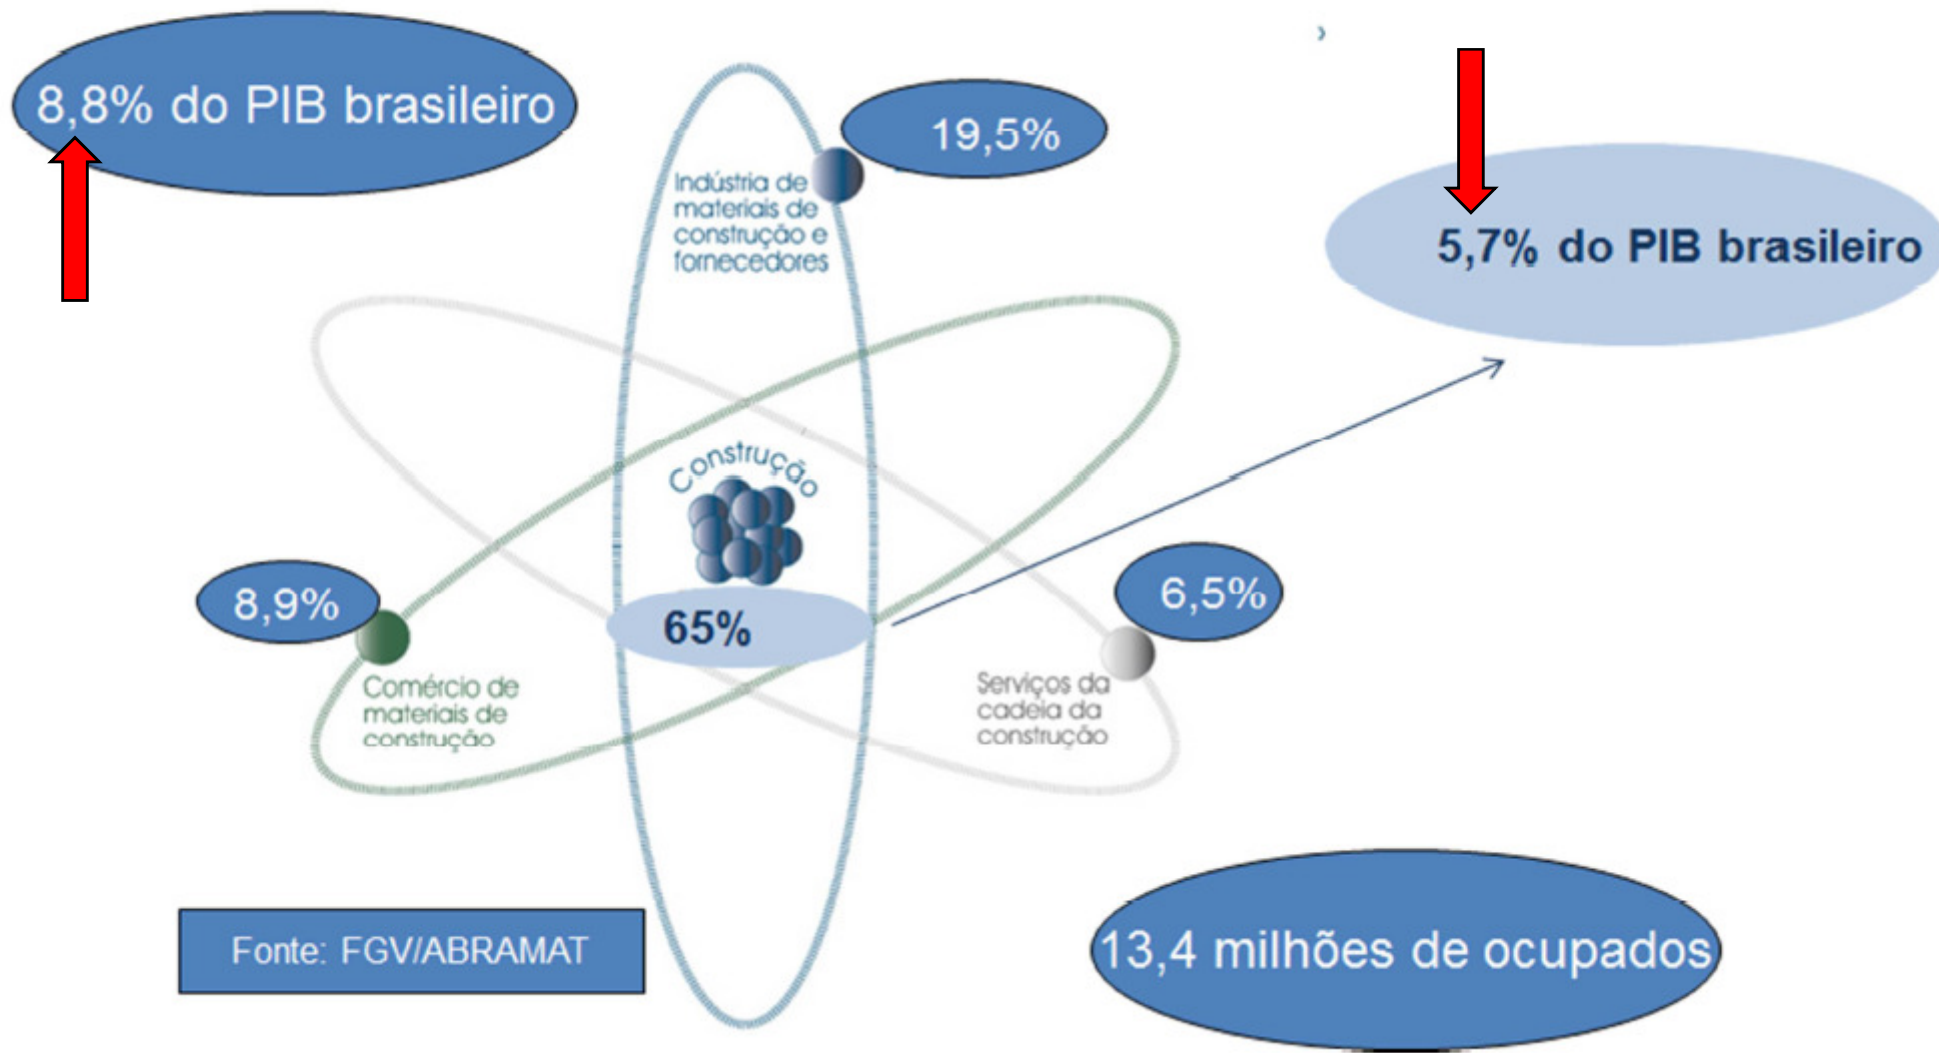 8,8% do PIB brasileiro
19,5%
Indústria de
materiais de
construção e
fornecedores
5,7% do PIB brasileiro
Construção
65%
8,9%
Comércio de
materiais de
construção
6,5%
Serviços da
cadeia da
construção
Fonte: FGV/ABRAMAT
13,4 milhões de ocupados